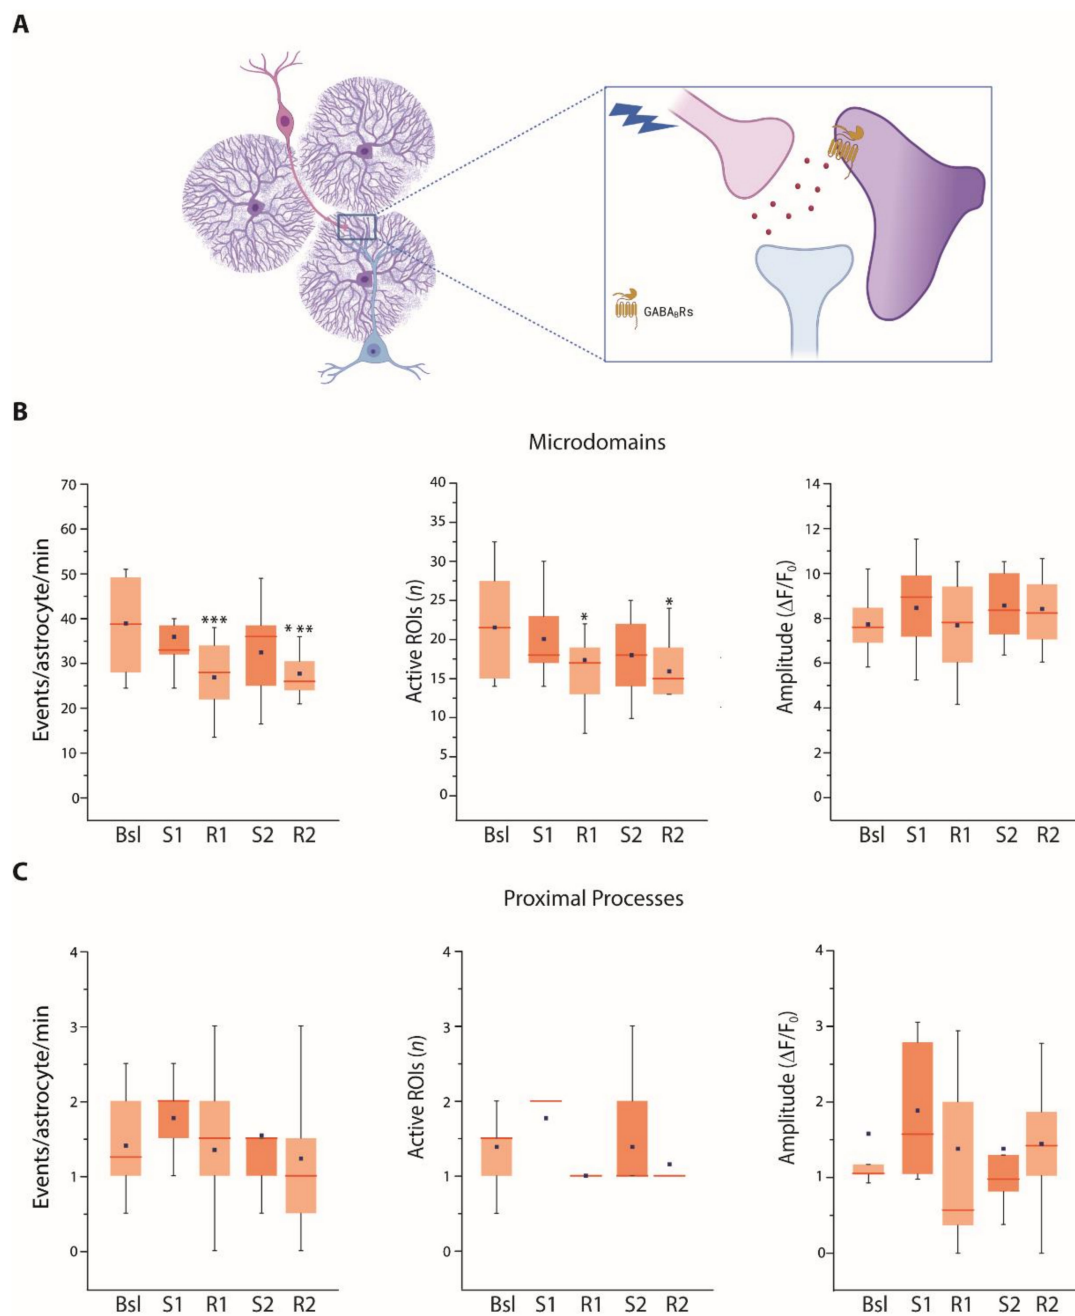 A
GABA_BRs
B
Microdomains
Events/astrocyte/min
70
60
50
40
30
20
10
0
***
* **
Bsl S1 R1 S2 R2
Active ROIs (n)
40
35
30
25
20
15
10
5
0
*
*
Bsl S1 R1 S2 R2
Amplitude (ΔF/F₀)
14
12
10
8
6
4
2
0
Bsl S1 R1 S2 R2
C
Proximal Processes
Events/astrocyte/min
4
3
2
1
0
Bsl S1 R1 S2 R2
Active ROIs (n)
4
3
2
1
0
Bsl S1 R1 S2 R2
Amplitude (ΔF/F₀)
4
3
2
1
0
Bsl S1 R1 S2 R2